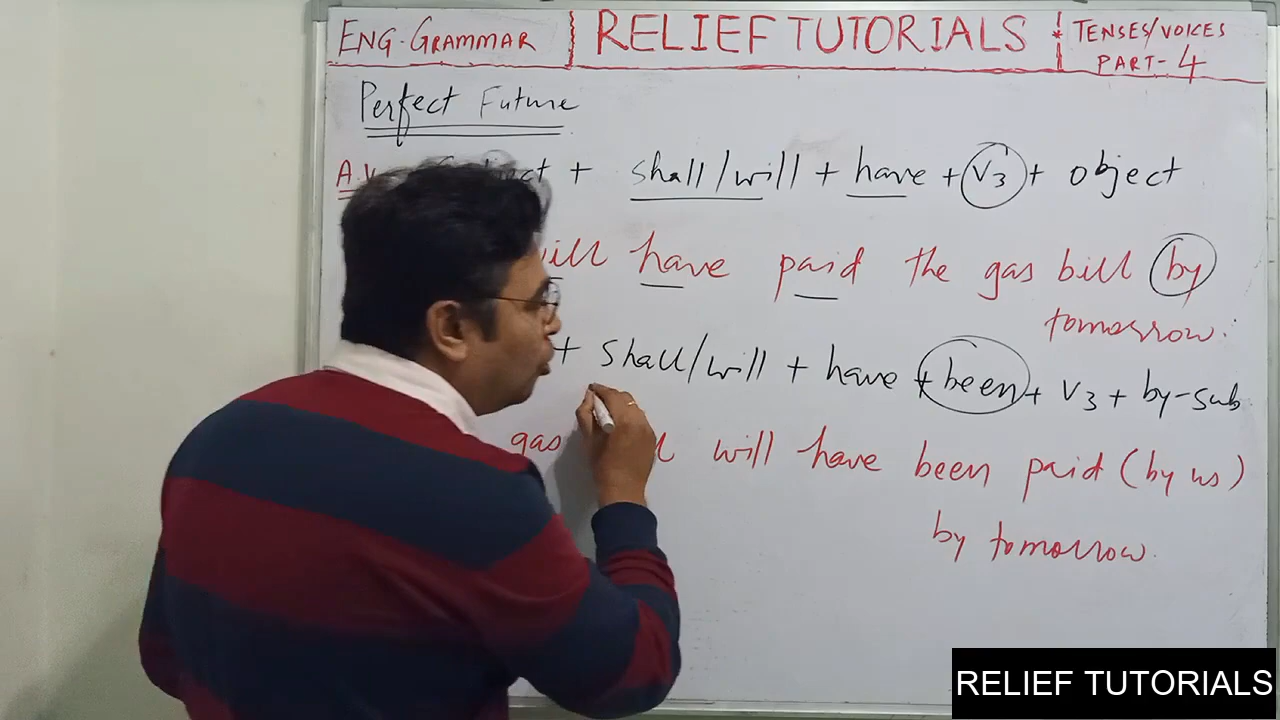 ENG. GRAMMAR
RELIEF TUTORIALS
TENSES/VOICES
PART-4
Perfect Future
A.V. + shall/will + have + V3 + object
have paid the gas bill by
tomorrow.
+ shall/will + have + been + V3 + by-sub
gas will have been paid (by us)
by tomorrow.
RELIEF TUTORIALS